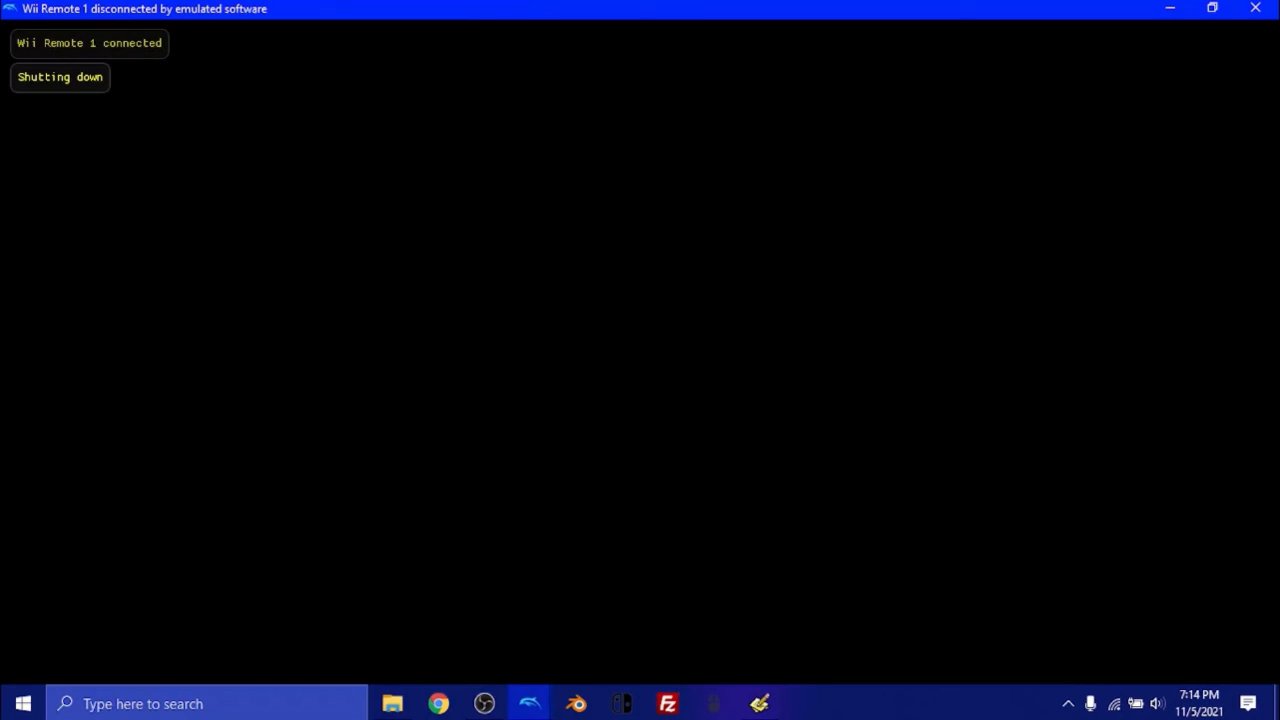 Wii Remote 1 disconnected by emulated software
Wii Remote 1 connected
Shutting down
Type here to search
Fz
7:14 PM
11/5/2021